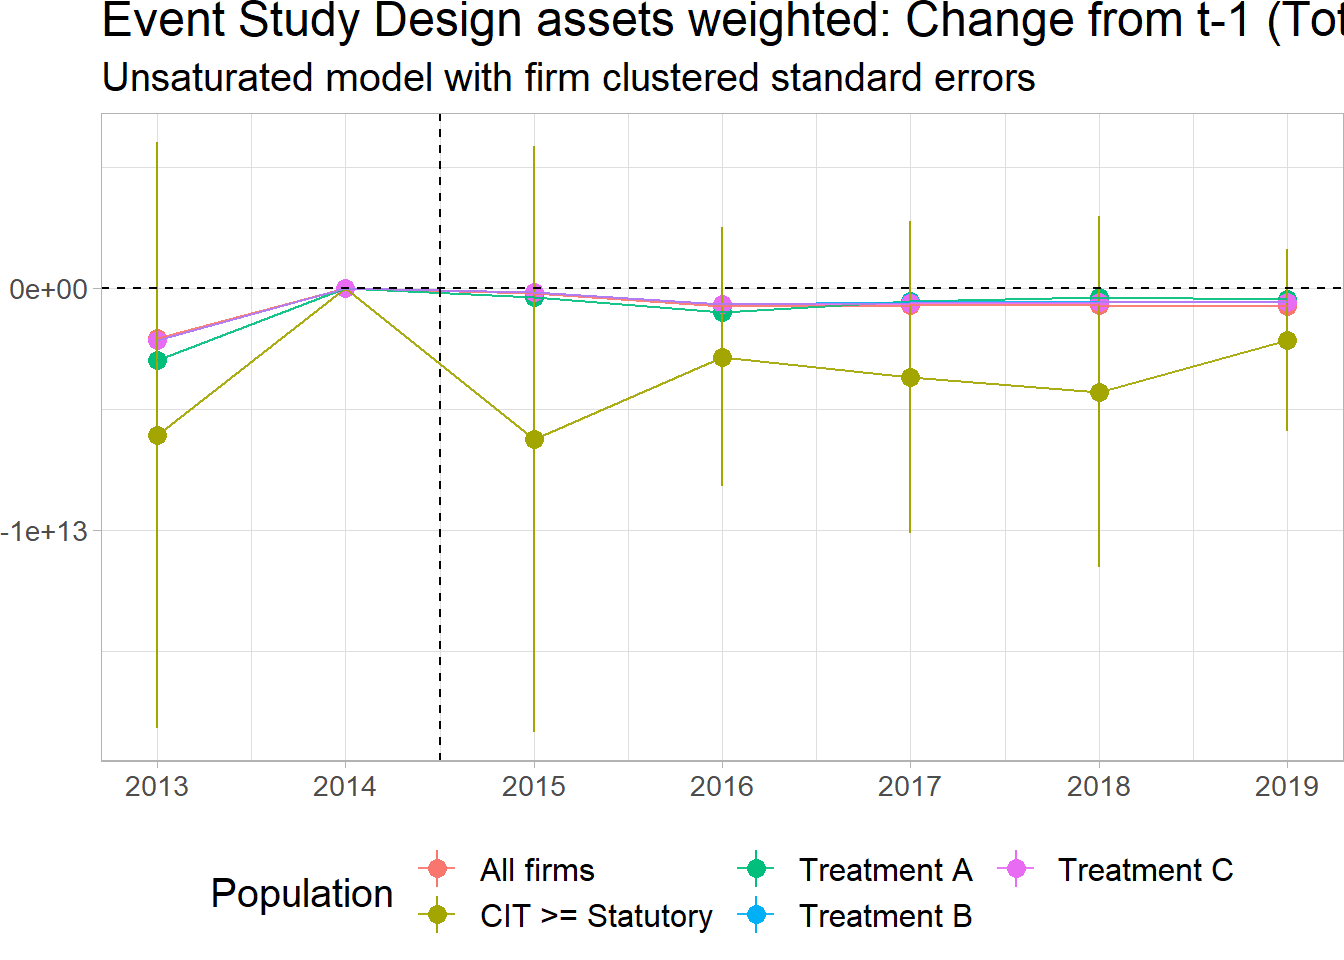 Event Study Design assets weighted: Change from t-1 (Tot
Unsaturated model with firm clustered standard errors
0e+00
-1e+13
2013 2014 2015 2016 2017 2018 2019
Population
All firms Treatment A Treatment C
CIT >= Statutory Treatment B